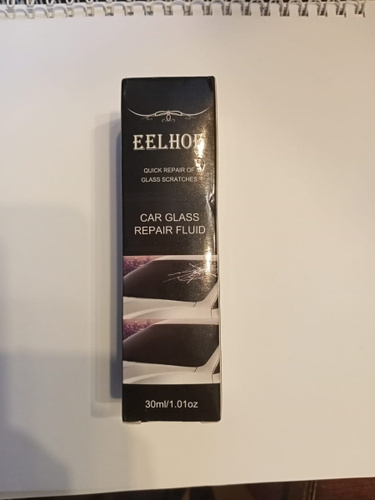 EELHOE
QUICK REPAIR OF
GLASS SCRATCHES
CAR GLASS
REPAIR FLUID
30ml/1.01oz